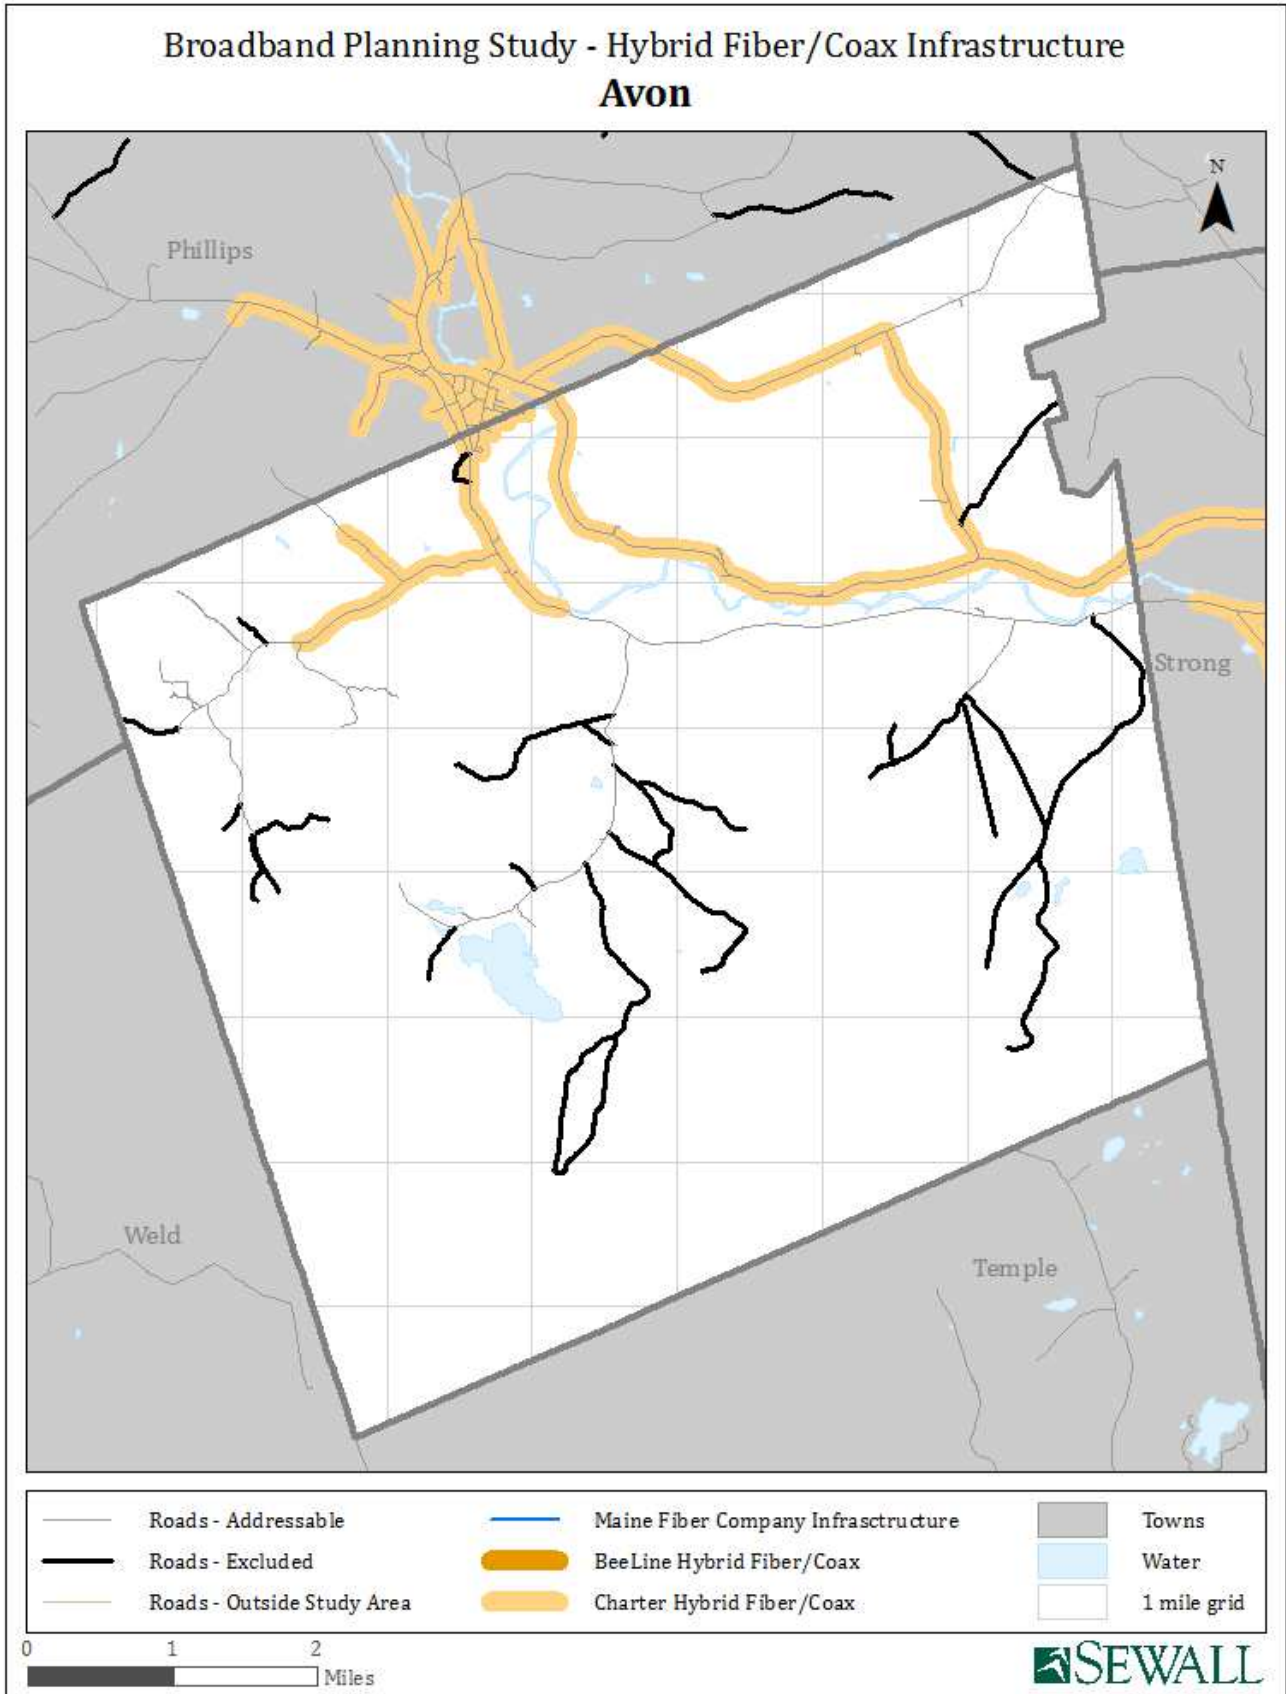 Broadband Planning Study - Hybrid Fiber/Coax Infrastructure
Avon
N
Phillips
Strong
Weld
Temple
Roads - Addressable
Roads - Excluded
Roads - Outside Study Area
Maine Fiber Company Infrasctructure
BeeLine Hybrid Fiber/Coax
Charter Hybrid Fiber/Coax
Towns
Water
1 mile grid
0 1 2
Miles
SEWALL